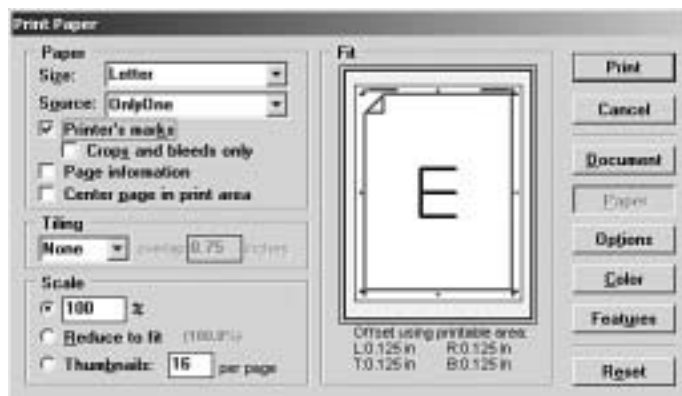 Print Paper
Paper
Size: Letter
Source: OnlyOne
Printer's marks
Crops and bleeds only
Page information
Center page in print area
Tiling
None overlap 0.75 inches
Scale
100 %
Reduce to fit (100.0%)
Thumbnails: 16 per page
Fit
E
Offset using printable area:
L:0.125 in R:0.125 in
T:0.125 in B:0.125 in
Print
Cancel
Document
Paper
Options
Color
Features
Reset